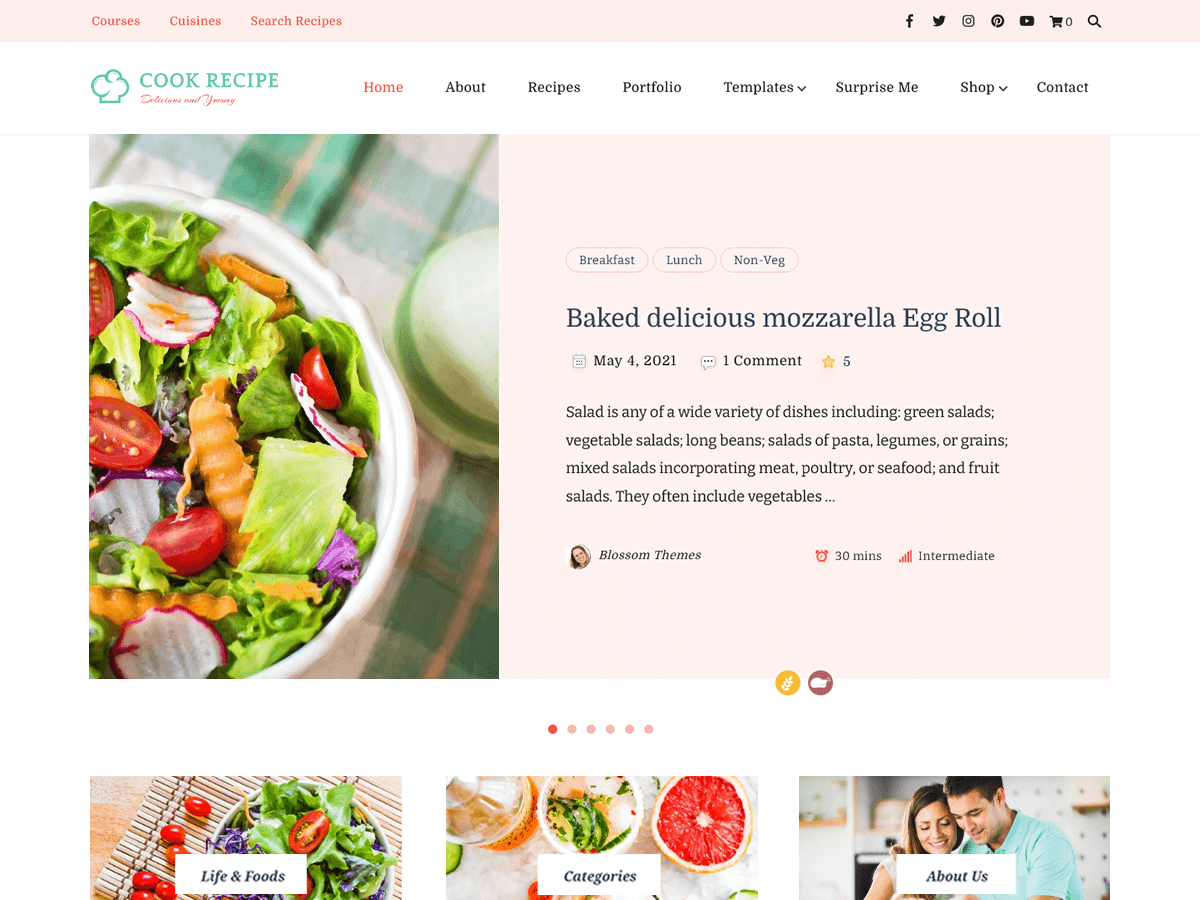 Courses Cuisines Search Recipes 0
COOK RECIPE
Delicious and Yummy
Home About Recipes Portfolio Templates Surprise Me Shop Contact
Breakfast Lunch Non-Veg
Baked delicious mozzarella Egg Roll
May 4, 2021 1 Comment 5
Salad is any of a wide variety of dishes including: green salads;
vegetable salads; long beans; salads of pasta, legumes, or grains;
mixed salads incorporating meat, poultry, or seafood; and fruit
salads. They often include vegetables ...
Blossom Themes 30 mins Intermediate
Life & Foods Categories About Us